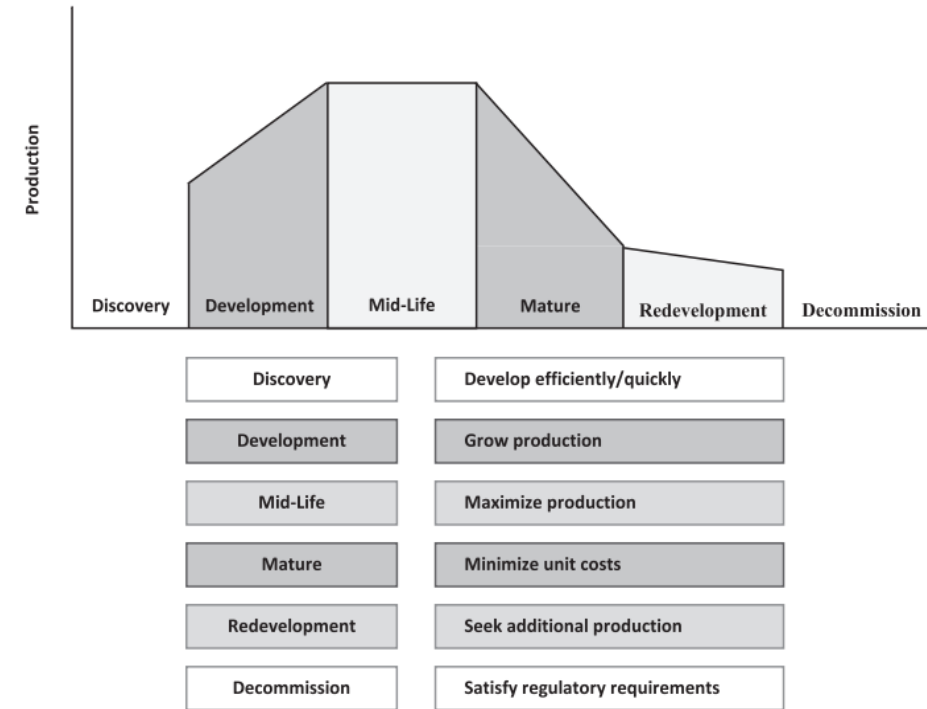 Production
Discovery
Development
Mid-Life
Mature
Redevelopment
Decommission
Discovery
Develop efficiently/quickly
Development
Grow production
Mid-Life
Maximize production
Mature
Minimize unit costs
Redevelopment
Seek additional production
Decommission
Satisfy regulatory requirements